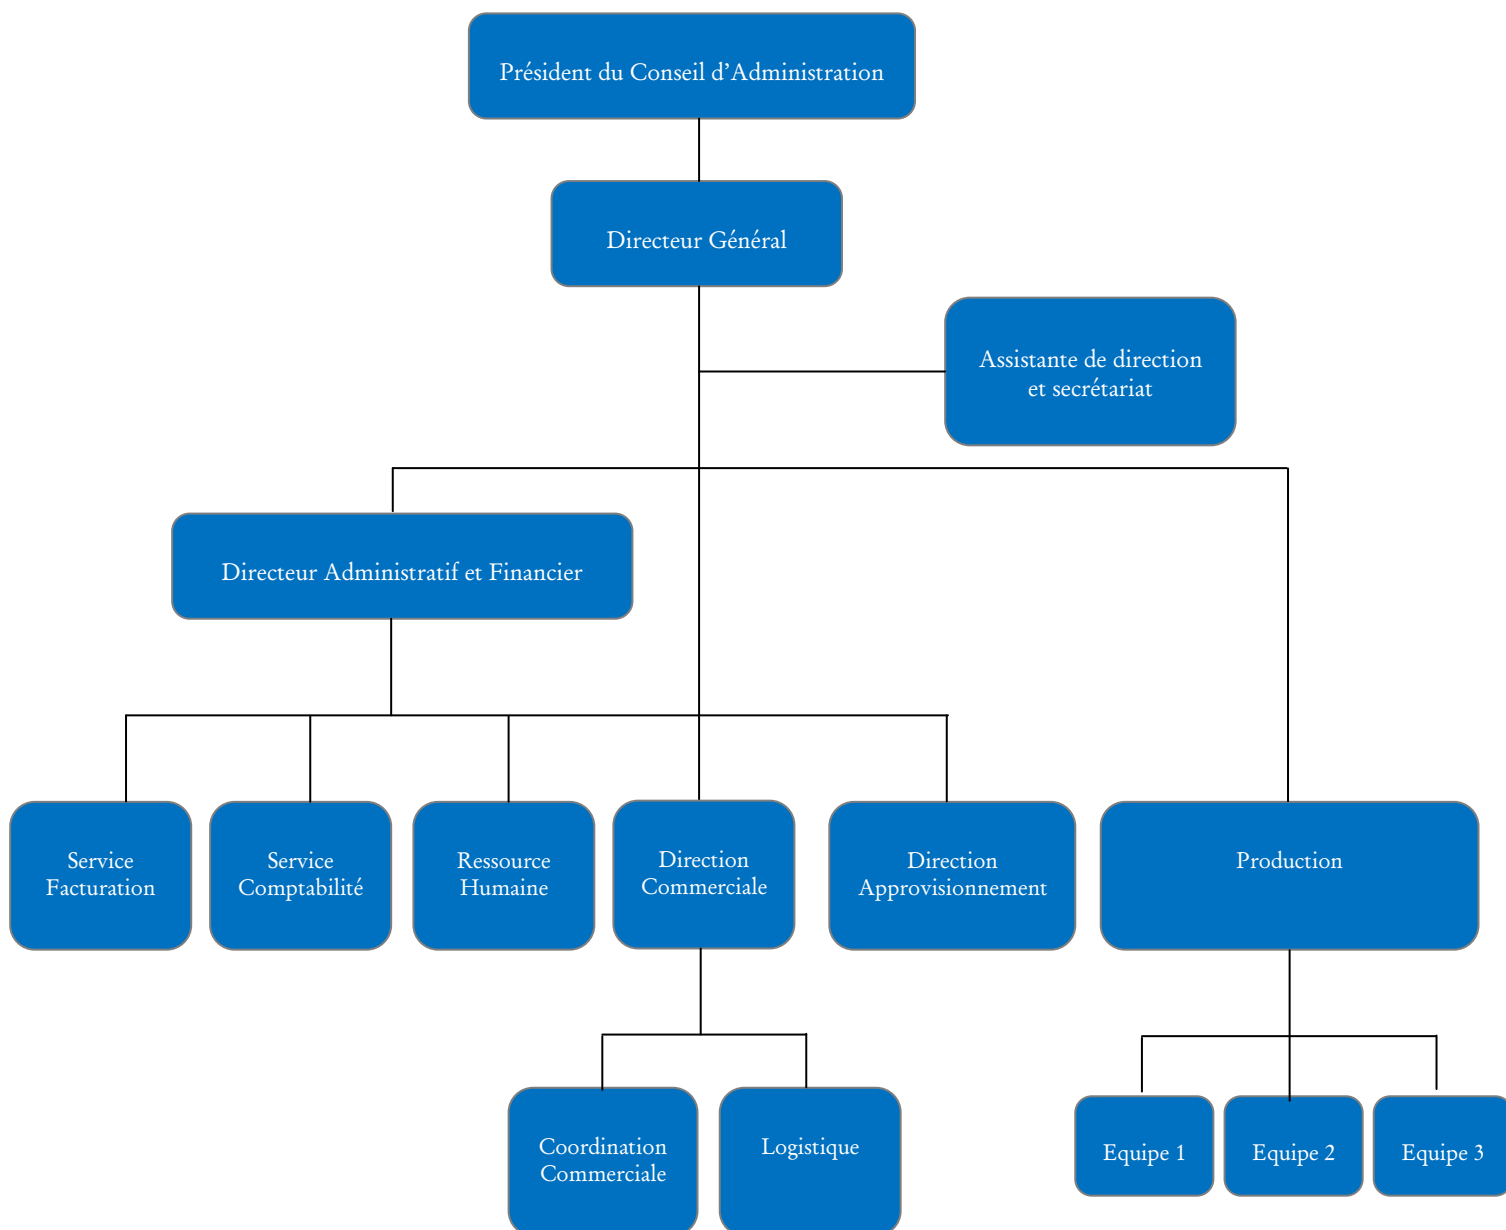 Président du Conseil d’Administration
Directeur Général
Assistante de direction
et secrétariat
Directeur Administratif et Financier
Service
Facturation
Service
Comptabilité
Ressource
Humaine
Direction
Commerciale
Direction
Approvisionnement
Production
Coordination
Commerciale
Logistique
Equipe 1
Equipe 2
Equipe 3